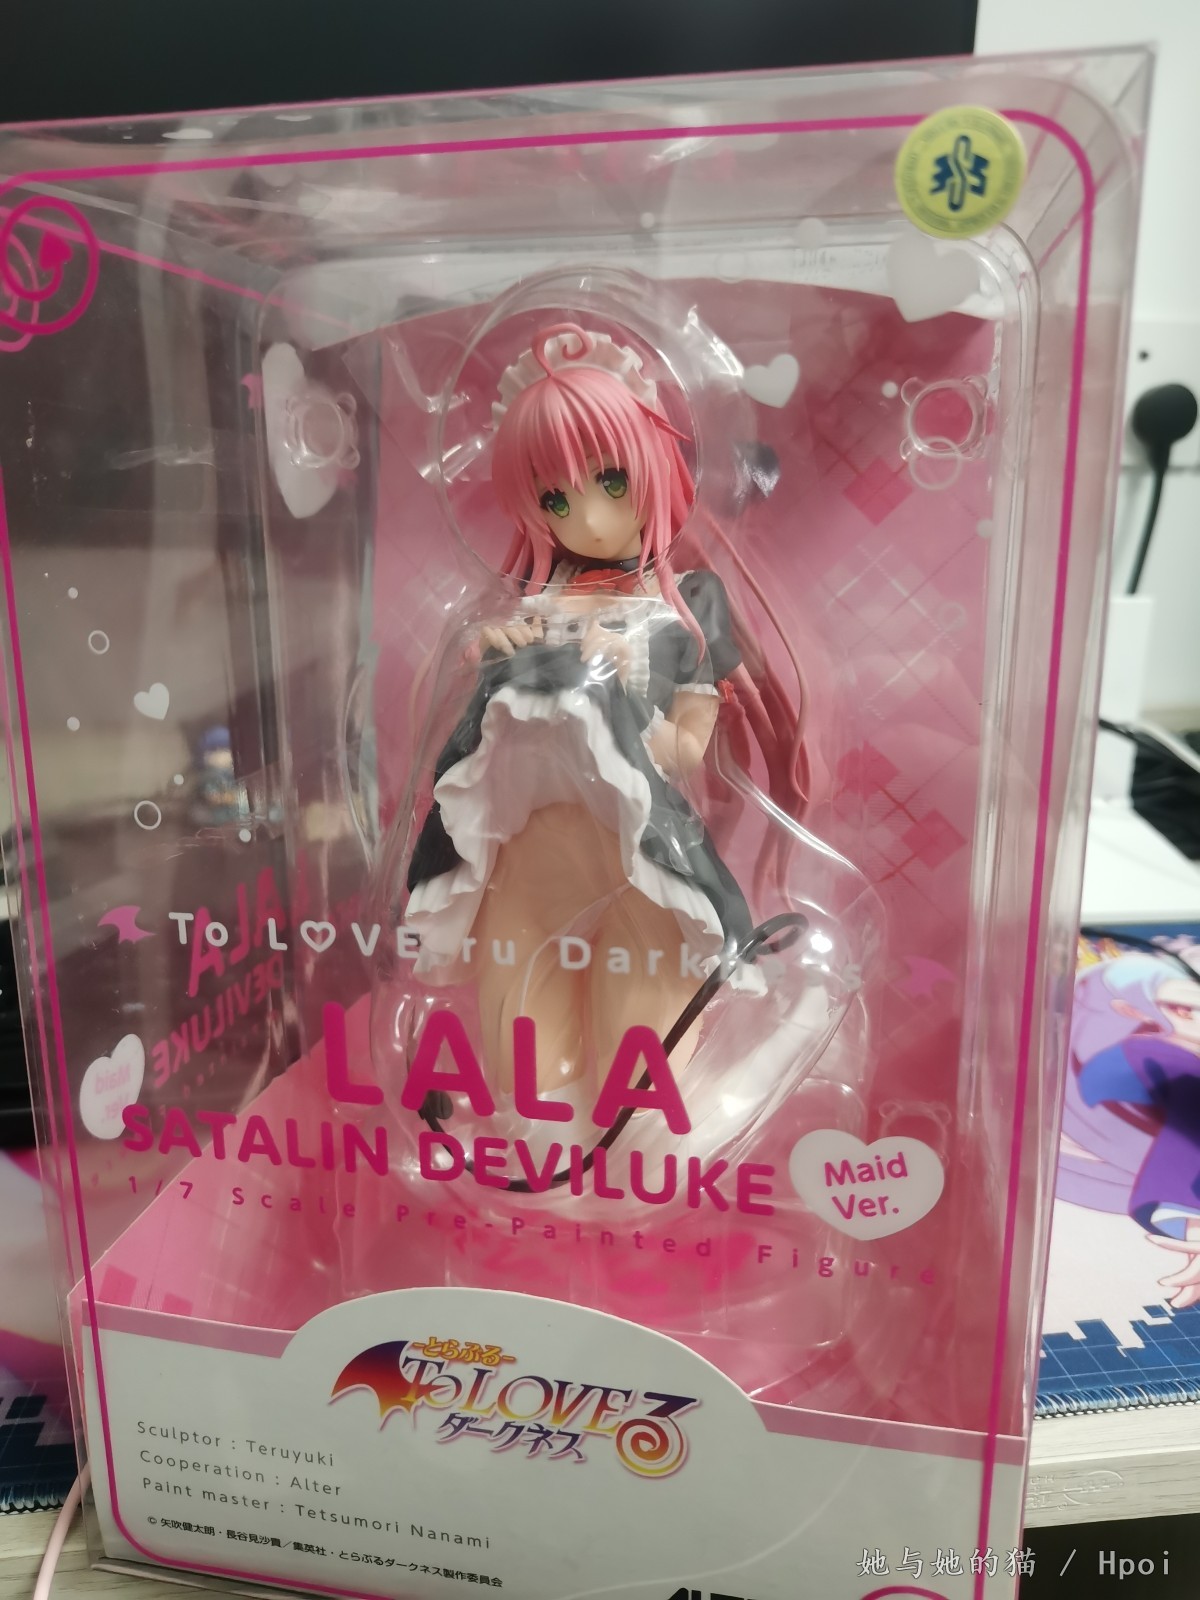 To LOVE ru Darkness
LALA
SATALIN DEVILUKE
Maid
Ver.
1/7 Scale Pre-Painted Figure
-とらぶる-
To LOVEる
ダークネス
Sculptor : Teruyuki
Cooperation : Alter
Paint master : Tetsumori Nanami
© 矢吹健太朗・長谷見沙貴／集英社・とらぶるダークネス製作委員会
她与她的猫 / Hpoi